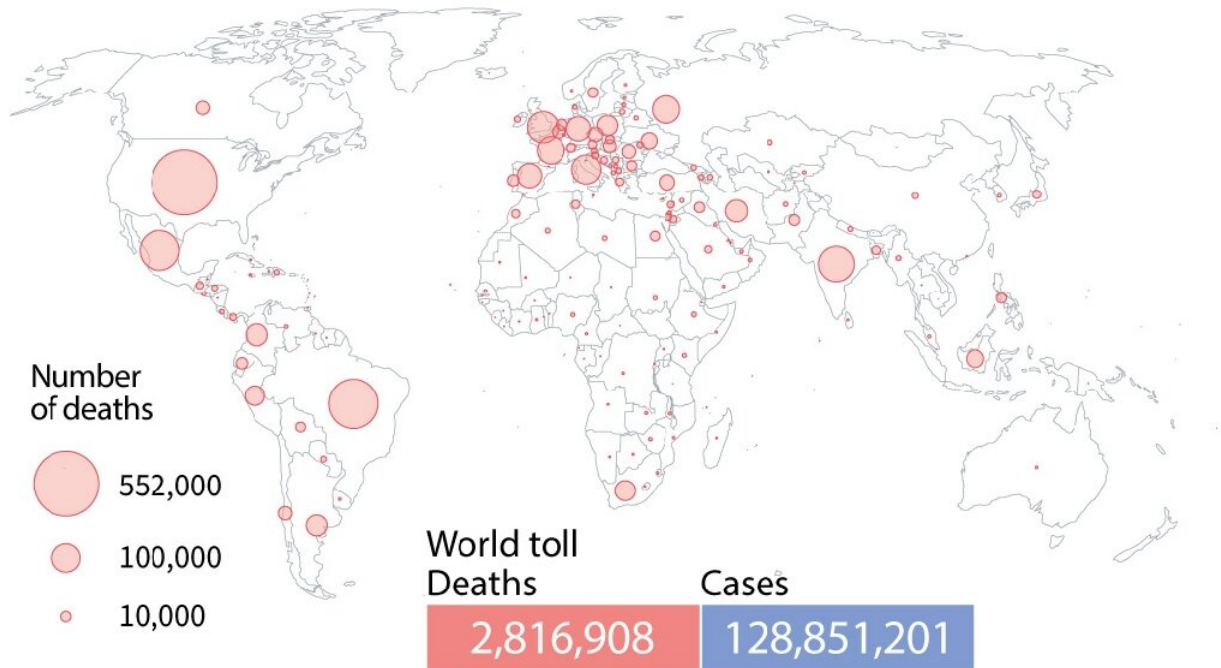 Number
of deaths
552,000
100,000
10,000
World toll
Deaths
Cases
2,816,908
128,851,201